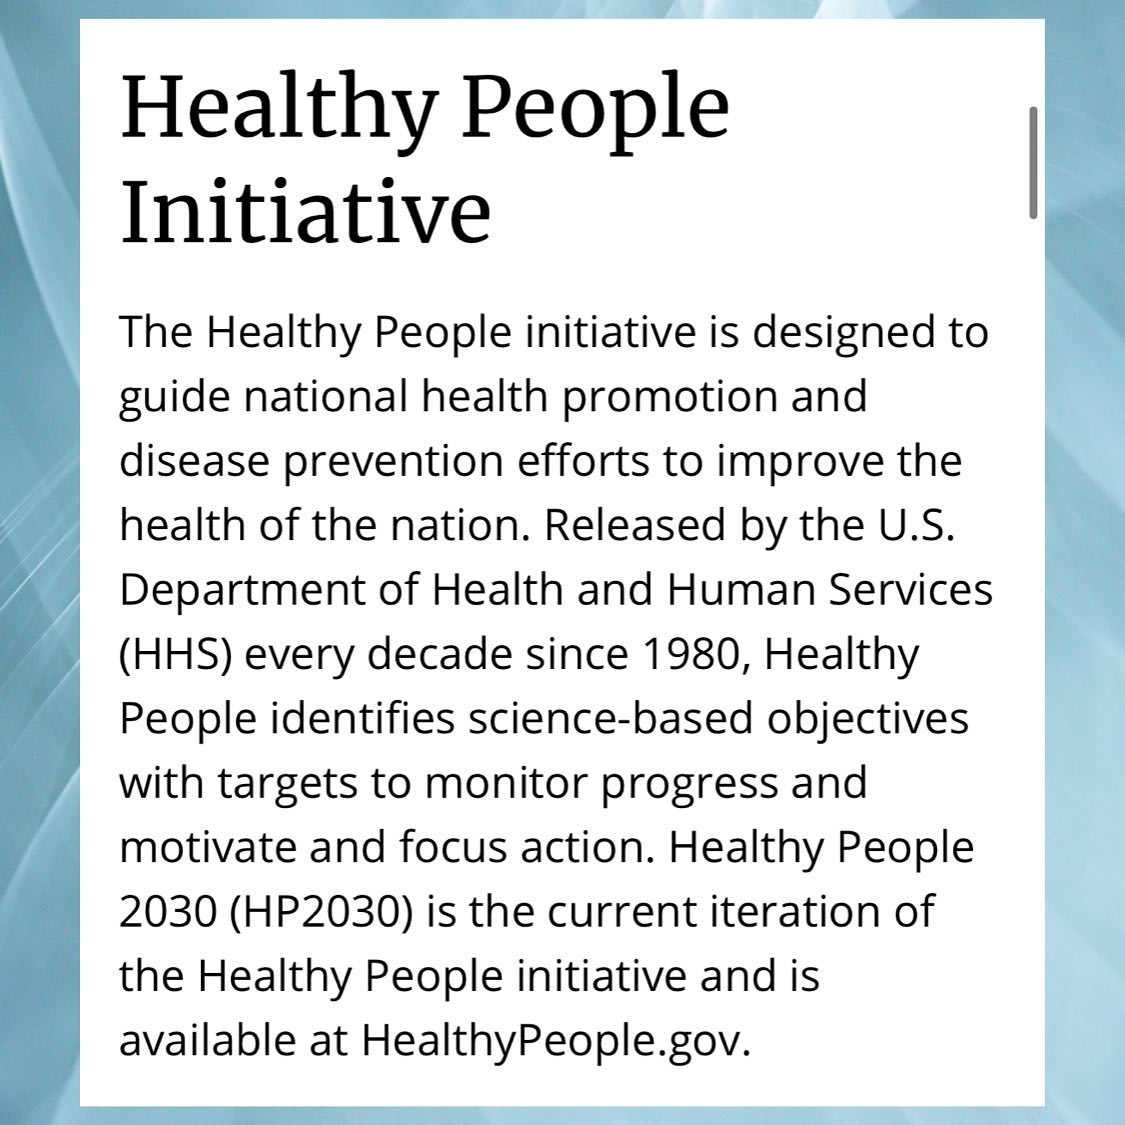 Healthy People
Initiative
The Healthy People initiative is designed to
guide national health promotion and
disease prevention efforts to improve the
health of the nation. Released by the U.S.
Department of Health and Human Services
(HHS) every decade since 1980, Healthy
People identifies science-based objectives
with targets to monitor progress and
motivate and focus action. Healthy People
2030 (HP2030) is the current iteration of
the Healthy People initiative and is
available at HealthyPeople.gov.